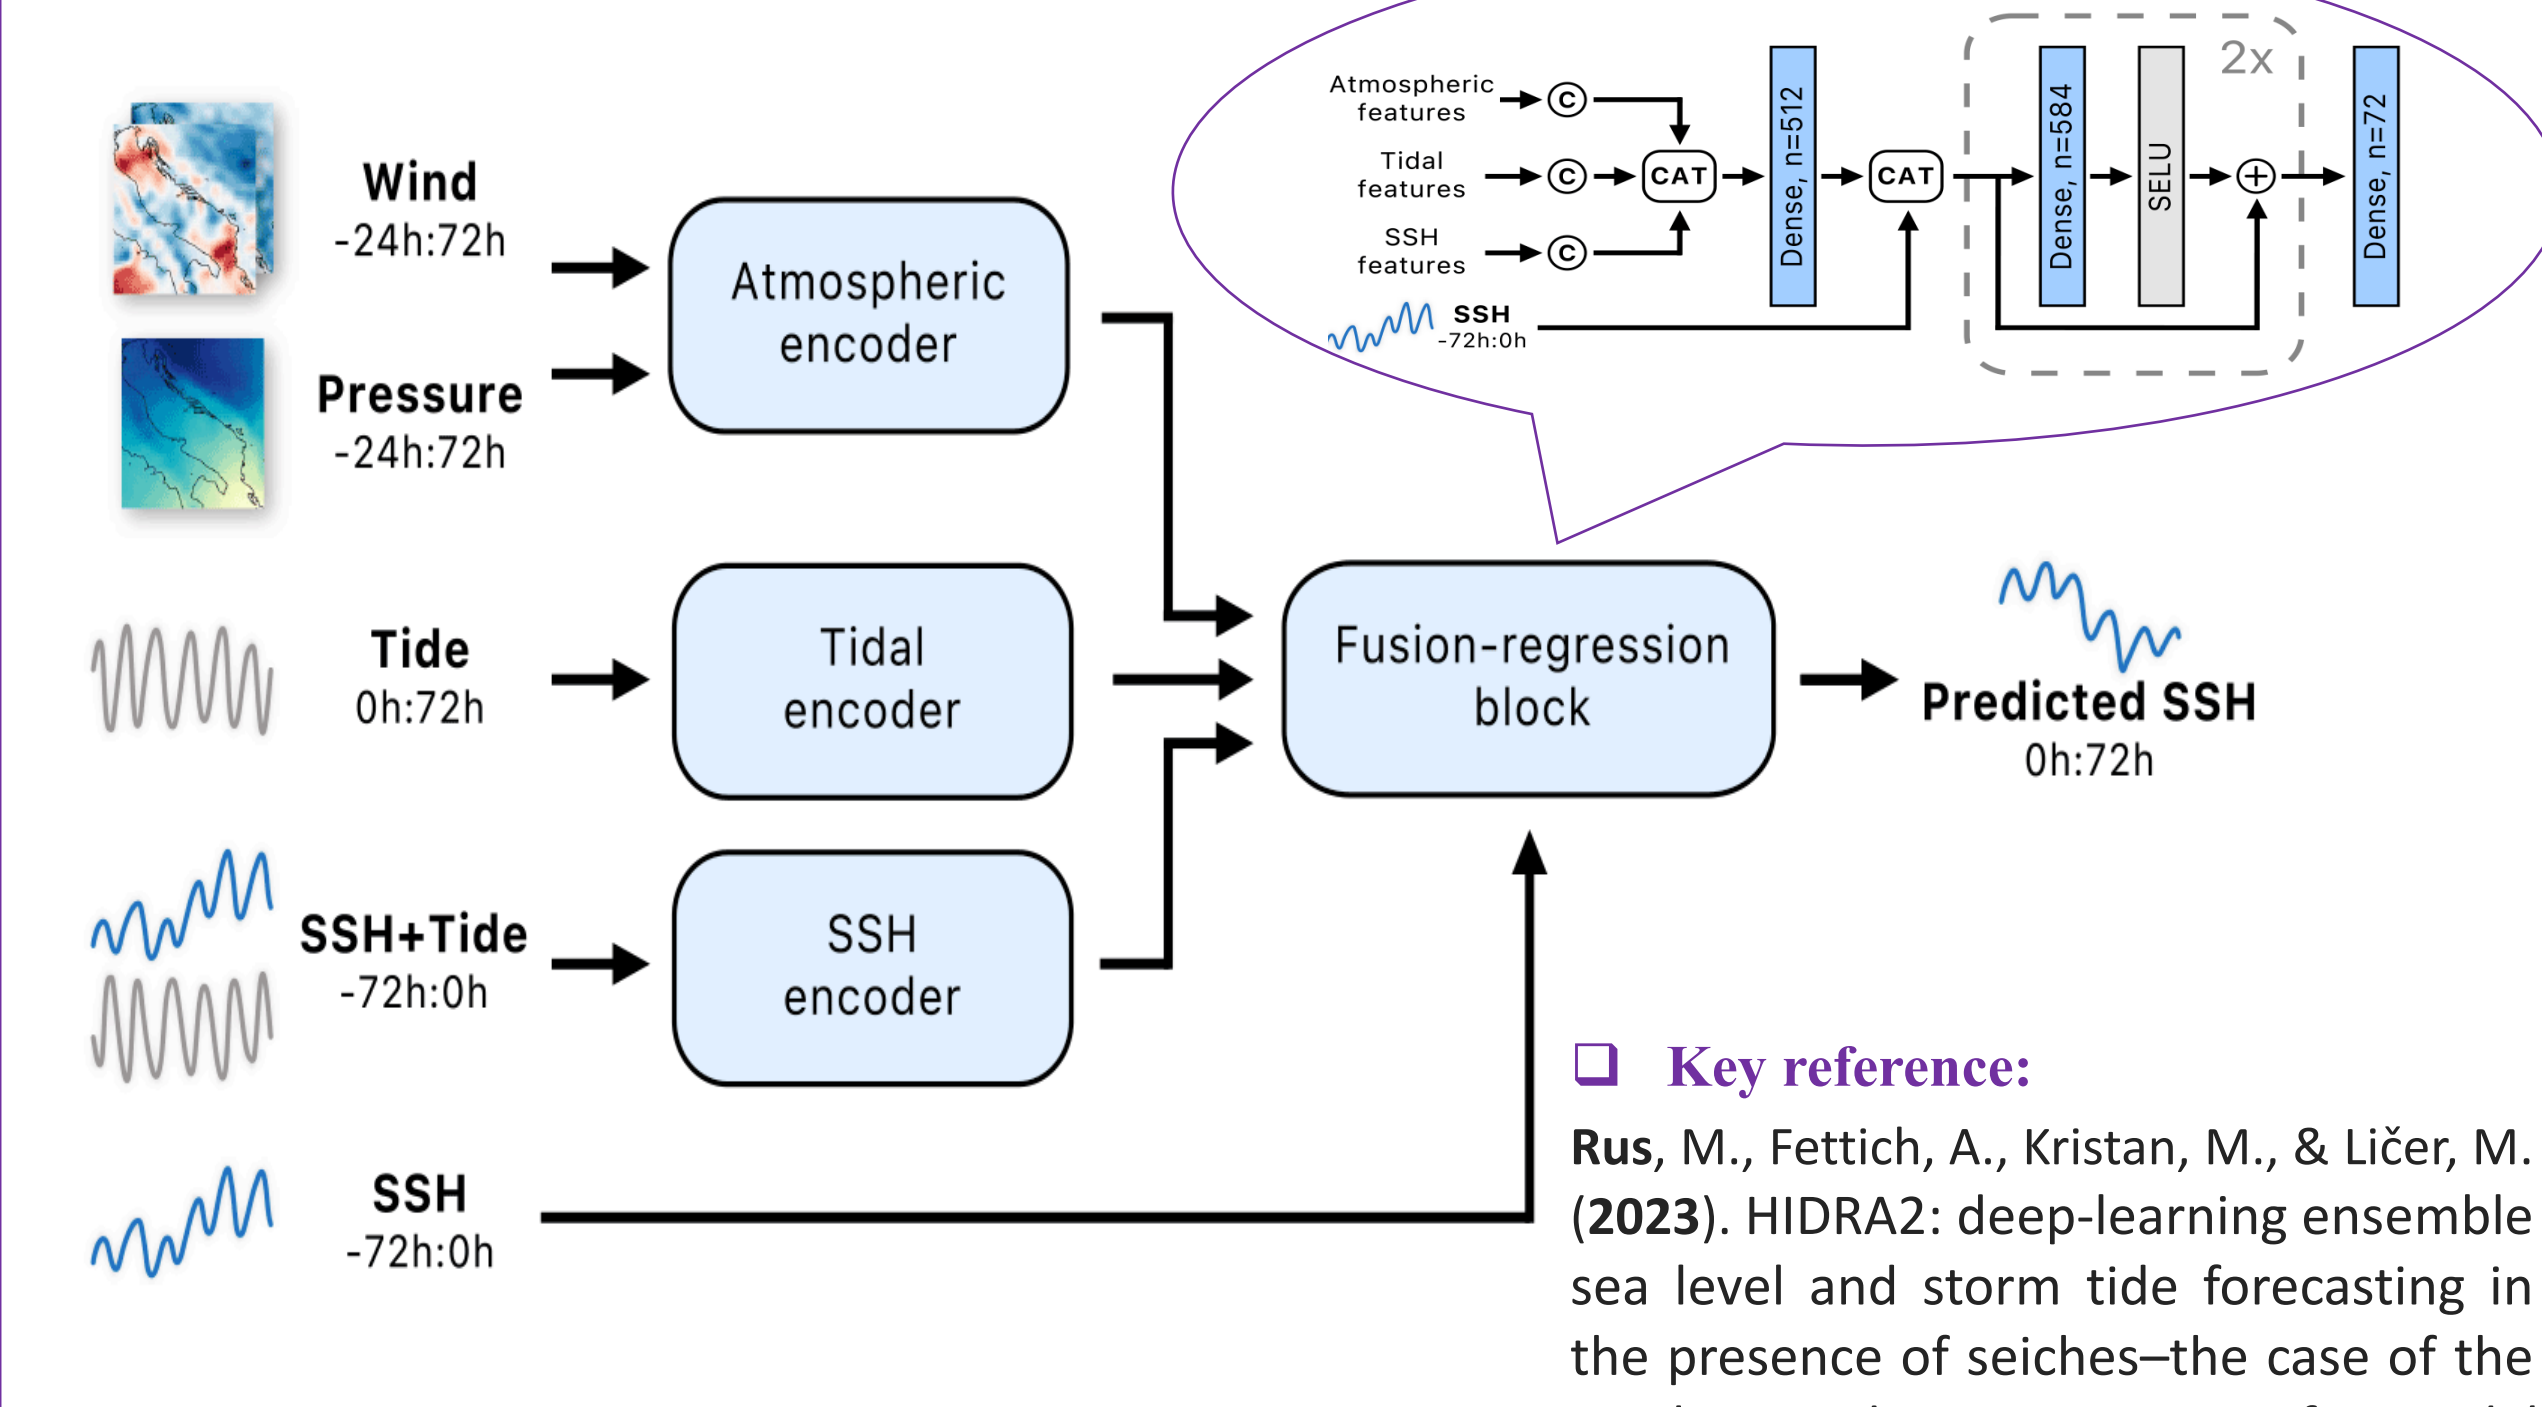 Wind
-24h:72h
Pressure
-24h:72h
Tide
0h:72h
SSH+Tide
-72h:0h
SSH
-72h:0h
Atmospheric
encoder
Tidal
encoder
SSH
encoder
Fusion-regression
block
Predicted SSH
0h:72h
Atmospheric
features
Tidal
features
SSH
features
SSH
-72h:0h
C
C
C
CAT
Dense, n=512
CAT
2x
Dense, n=584
SELU
Dense, n=72
Key reference:
Rus, M., Fettich, A., Kristan, M., & Ličer, M.
(2023). HIDRA2: deep-learning ensemble
sea level and storm tide forecasting in
the presence of seiches–the case of the